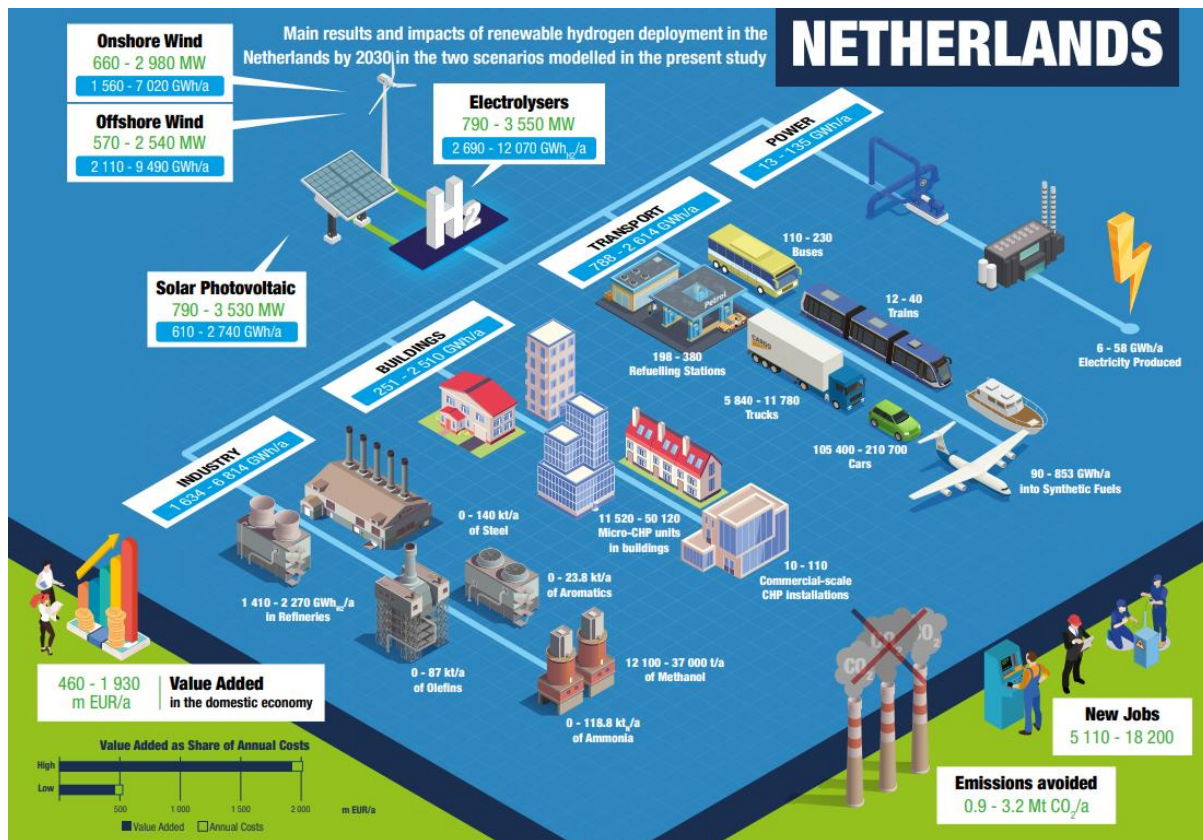 Main results and impacts of renewable hydrogen deployment in the
Netherlands by 2030 in the two scenarios modelled in the present study
NETHERLANDS
Onshore Wind
660 - 2 980 MW
1 560 - 7 020 GWh/a
Offshore Wind
570 - 2 540 MW
2 110 - 9 490 GWh/a
Electrolysers
790 - 3 550 MW
2 690 - 12 070 GWhH2/a
H2
Solar Photovoltaic
790 - 3 530 MW
610 - 2 740 GWh/a
POWER
13 - 135 GWh/a
6 - 58 GWh/a
Electricity Produced
TRANSPORT
788 - 2 614 GWh/a
110 - 230
Buses
12 - 40
Trains
Petrol
198 - 380
Refuelling Stations
CARGO
5 840 - 11 780
Trucks
105 400 - 210 700
Cars
90 - 853 GWh/a
into Synthetic Fuels
BUILDINGS
251 - 2 510 GWh/a
11 520 - 50 120
Micro-CHP units
in buildings
10 - 110
Commercial-scale
CHP installations
INDUSTRY
1 634 - 6 814 GWh/a
0 - 140 kt/a
of Steel
0 - 23.8 kt/a
of Aromatics
1 410 - 2 270 GWhH2/a
in Refineries
0 - 87 kt/a
of Olefins
12 100 - 37 000 t/a
of Methanol
0 - 118.8 ktN/a
of Ammonia
460 - 1 930
m EUR/a
Value Added
in the domestic economy
Value Added as Share of Annual Costs
High
Low
500
1 000
1 500
2 000
m EUR/a
Value Added
Annual Costs
CO2
CO2
CO2
Emissions avoided
0.9 - 3.2 Mt CO2/a
New Jobs
5 110 - 18 200